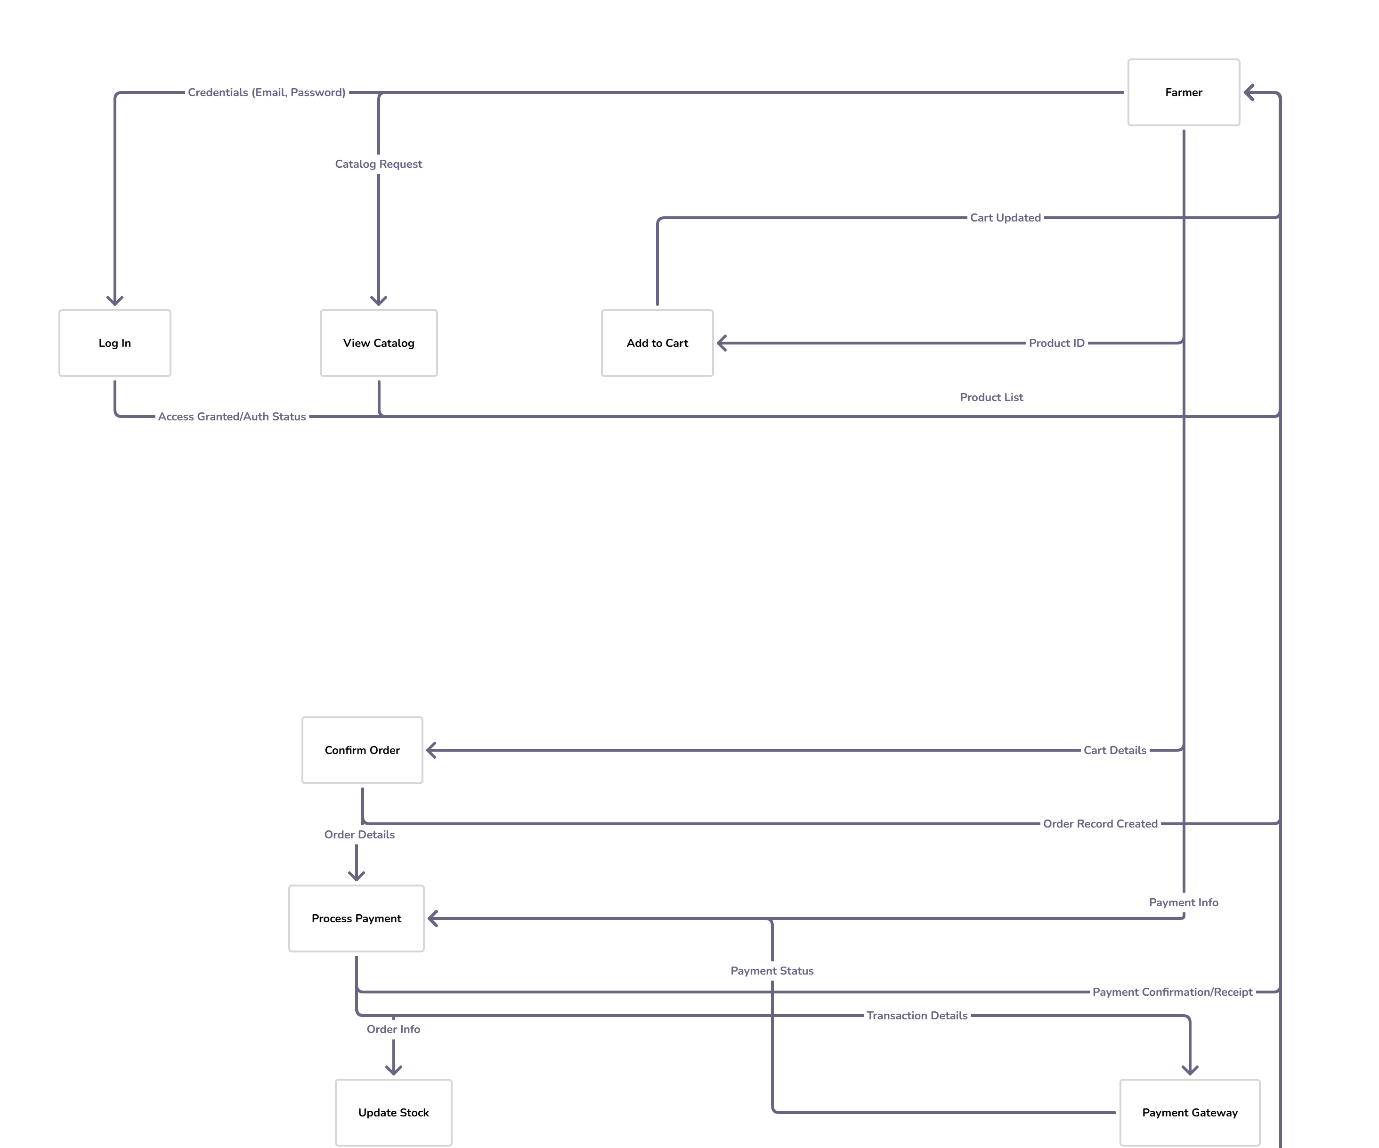 Farmer
Credentials (Email, Password)
Catalog Request
Cart Updated
Log In
View Catalog
Add to Cart
Product ID
Product List
Access Granted/Auth Status
Confirm Order
Cart Details
Order Record Created
Order Details
Payment Info
Process Payment
Payment Status
Payment Confirmation/Receipt
Transaction Details
Order Info
Update Stock
Payment Gateway